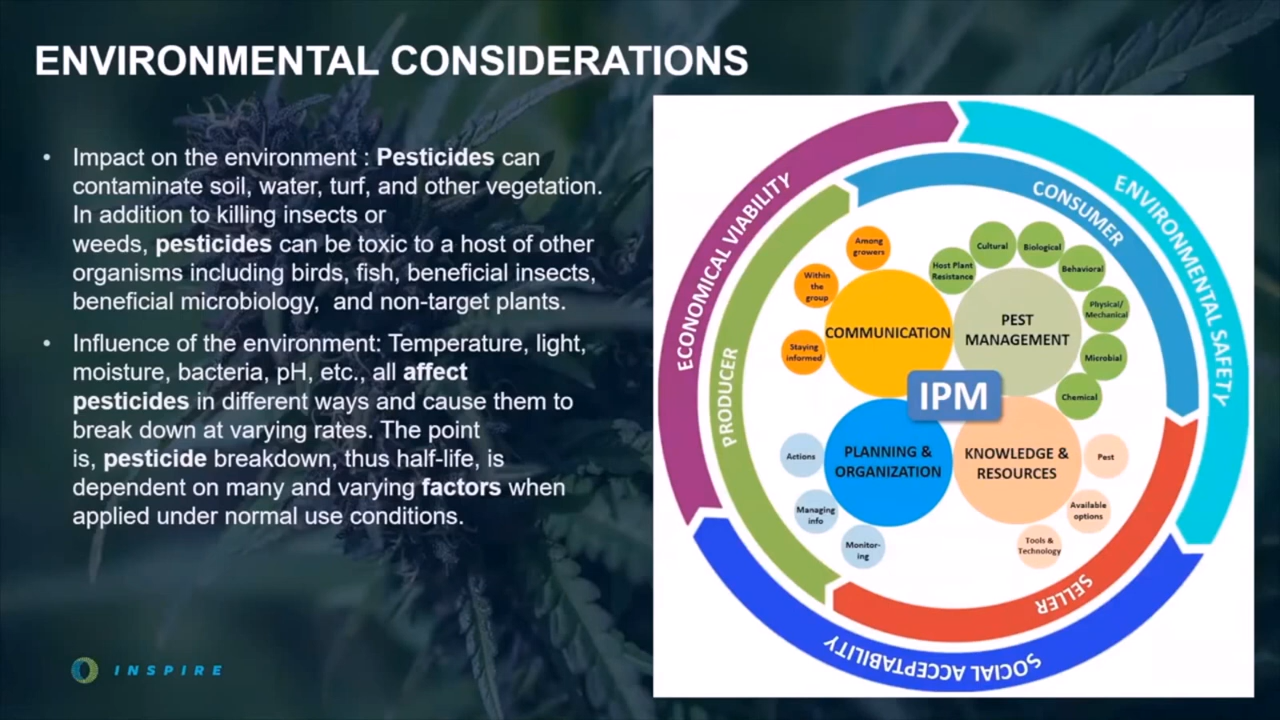 ENVIRONMENTAL CONSIDERATIONS
• Impact on the environment : Pesticides can
contaminate soil, water, turf, and other vegetation.
In addition to killing insects or
weeds, pesticides can be toxic to a host of other
organisms including birds, fish, beneficial insects,
beneficial microbiology, and non-target plants.
• Influence of the environment: Temperature, light,
moisture, bacteria, pH, etc., all affect
pesticides in different ways and cause them to
break down at varying rates. The point
is, pesticide breakdown, thus half-life, is
dependent on many and varying factors when
applied under normal use conditions.
INSPIRE
ECONOMICAL VIABILITY
ENVIRONMENTAL SAFETY
SOCIAL ACCEPTABILITY
PRODUCER
CONSUMER
SELLER
Among
growers
Within
the
group
Staying
informed
COMMUNICATION
Host Plant
Resistance
Cultural
Biological
Behavioral
Physical/
Mechanical
Microbial
Chemical
PEST
MANAGEMENT
IPM
PLANNING &
ORGANIZATION
Actions
Managing
info
Monitor-
ing
KNOWLEDGE &
RESOURCES
Pest
Available
options
Tools &
Technology